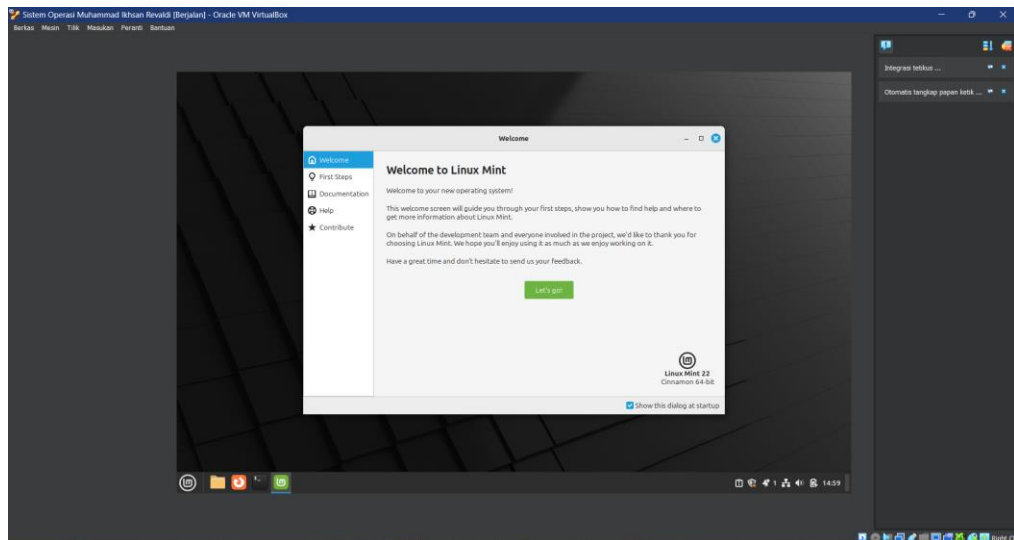 Sistem Operasi Muhammad Ikhsan Revaldi [Berjalan] - Oracle VM VirtualBox
Berkas Mesin Tilik Masukan Peranti Bantuan
Integrasi tetikus ...
Otomatis tangkap papan ketik ...
Welcome
Welcome
First Steps
Documentation
Help
Contribute
Welcome to Linux Mint
Welcome to your new operating system!
This welcome screen will guide you through your first steps, show you how to find help and where to
get more information about Linux Mint.
On behalf of the development team and everyone involved in the project, we'd like to thank you for
choosing Linux Mint. We hope you'll enjoy using it as much as we enjoy working on it.
Have a great time and don't hesitate to send us your feedback.
Let's go!
Linux Mint 22
Cinnamon 64-bit
Show this dialog at startup
1
14:59
Right C